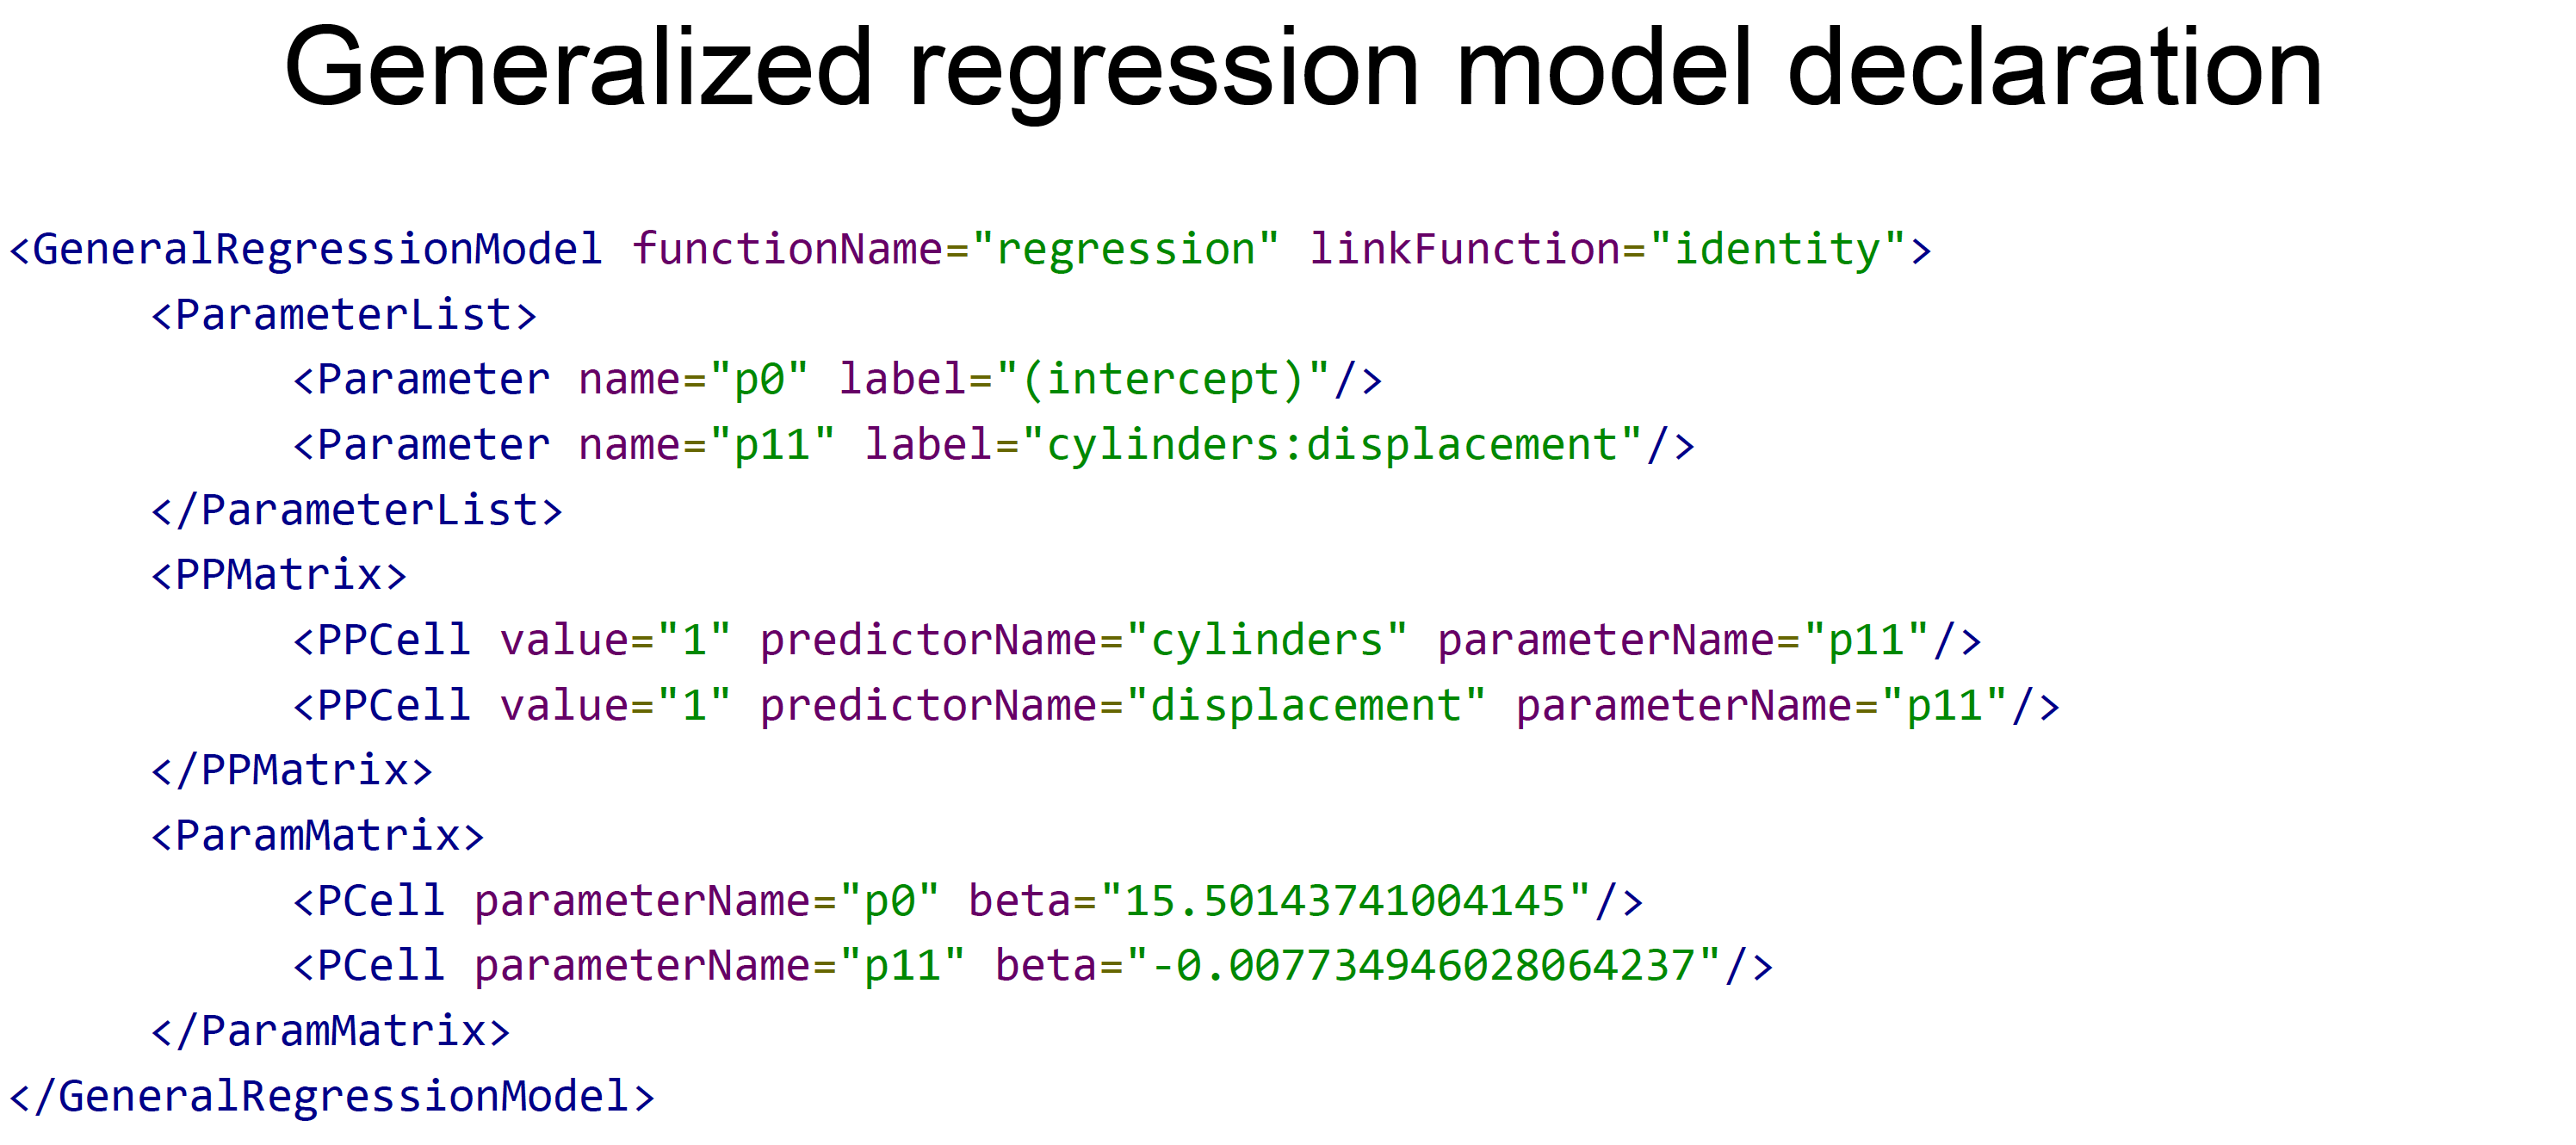 Generalized regression model declaration
<GeneralRegressionModel functionName="regression" linkFunction="identity">
<ParameterList>
<Parameter name="p0" label="(intercept)"/>
<Parameter name="p11" label="cylinders:displacement"/>
</ParameterList>
<PPMatrix>
<PPCell value="1" predictorName="cylinders" parameterName="p11"/>
<PPCell value="1" predictorName="displacement" parameterName="p11"/>
</PPMatrix>
<ParamMatrix>
<PCell parameterName="p0" beta="15.50143741004145"/>
<PCell parameterName="p11" beta="-0.007734946028064237"/>
</ParamMatrix>
</GeneralRegressionModel>